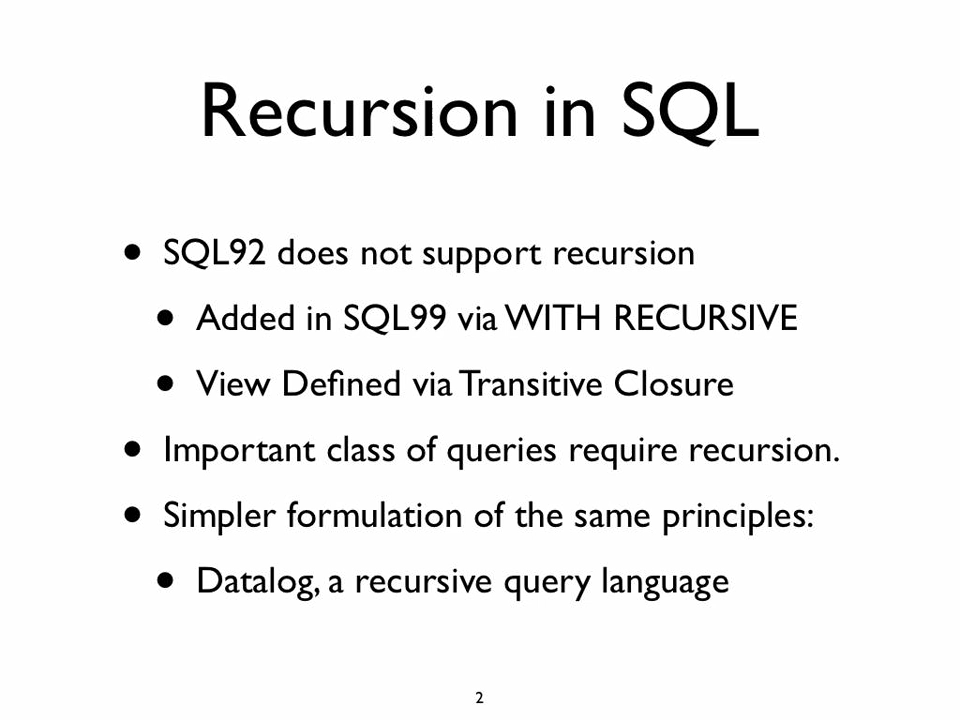 Recursion in SQL
• SQL92 does not support recursion
• Added in SQL99 via WITH RECURSIVE
• View Defined via Transitive Closure
• Important class of queries require recursion.
• Simpler formulation of the same principles:
• Datalog, a recursive query language
2